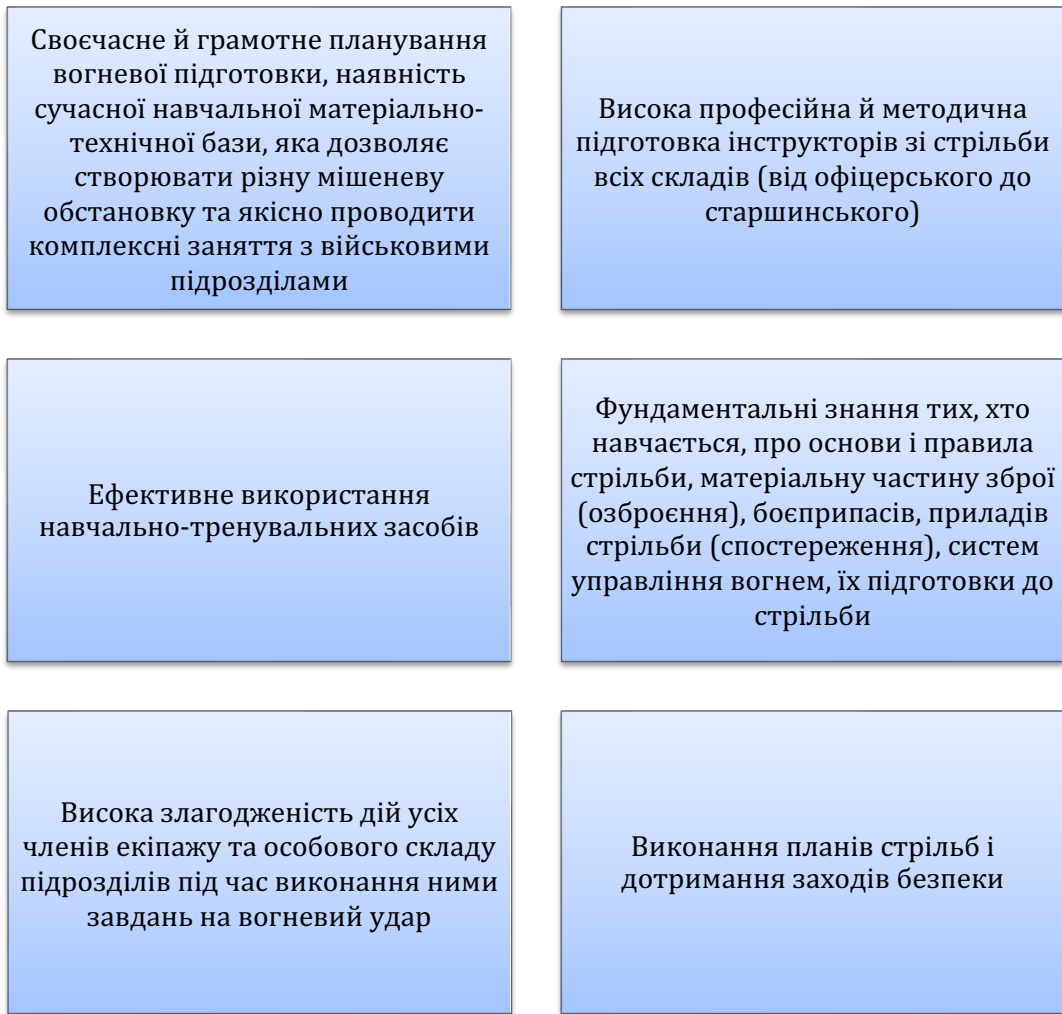 Своєчасне й грамотне планування
вогневої підготовки, наявність
сучасної навчальної матеріально-
технічної бази, яка дозволяє
створювати різну мішеневу
обстановку та якісно проводити
комплексні заняття з військовими
підрозділами
Висока професійна й методична
підготовка інструкторів зі стрільби
всіх складів (від офіцерського до
старшинського)
Ефективне використання
навчально-тренувальних засобів
Фундаментальні знання тих, хто
навчається, про основи і правила
стрільби, матеріальну частину зброї
(озброєння), боєприпасів, приладів
стрільби (спостереження), систем
управління вогнем, їх підготовки до
стрільби
Висока злагодженість дій усіх
членів екіпажу та особового складу
підрозділів під час виконання ними
завдань на вогневий удар
Виконання планів стрільб і
дотримання заходів безпеки